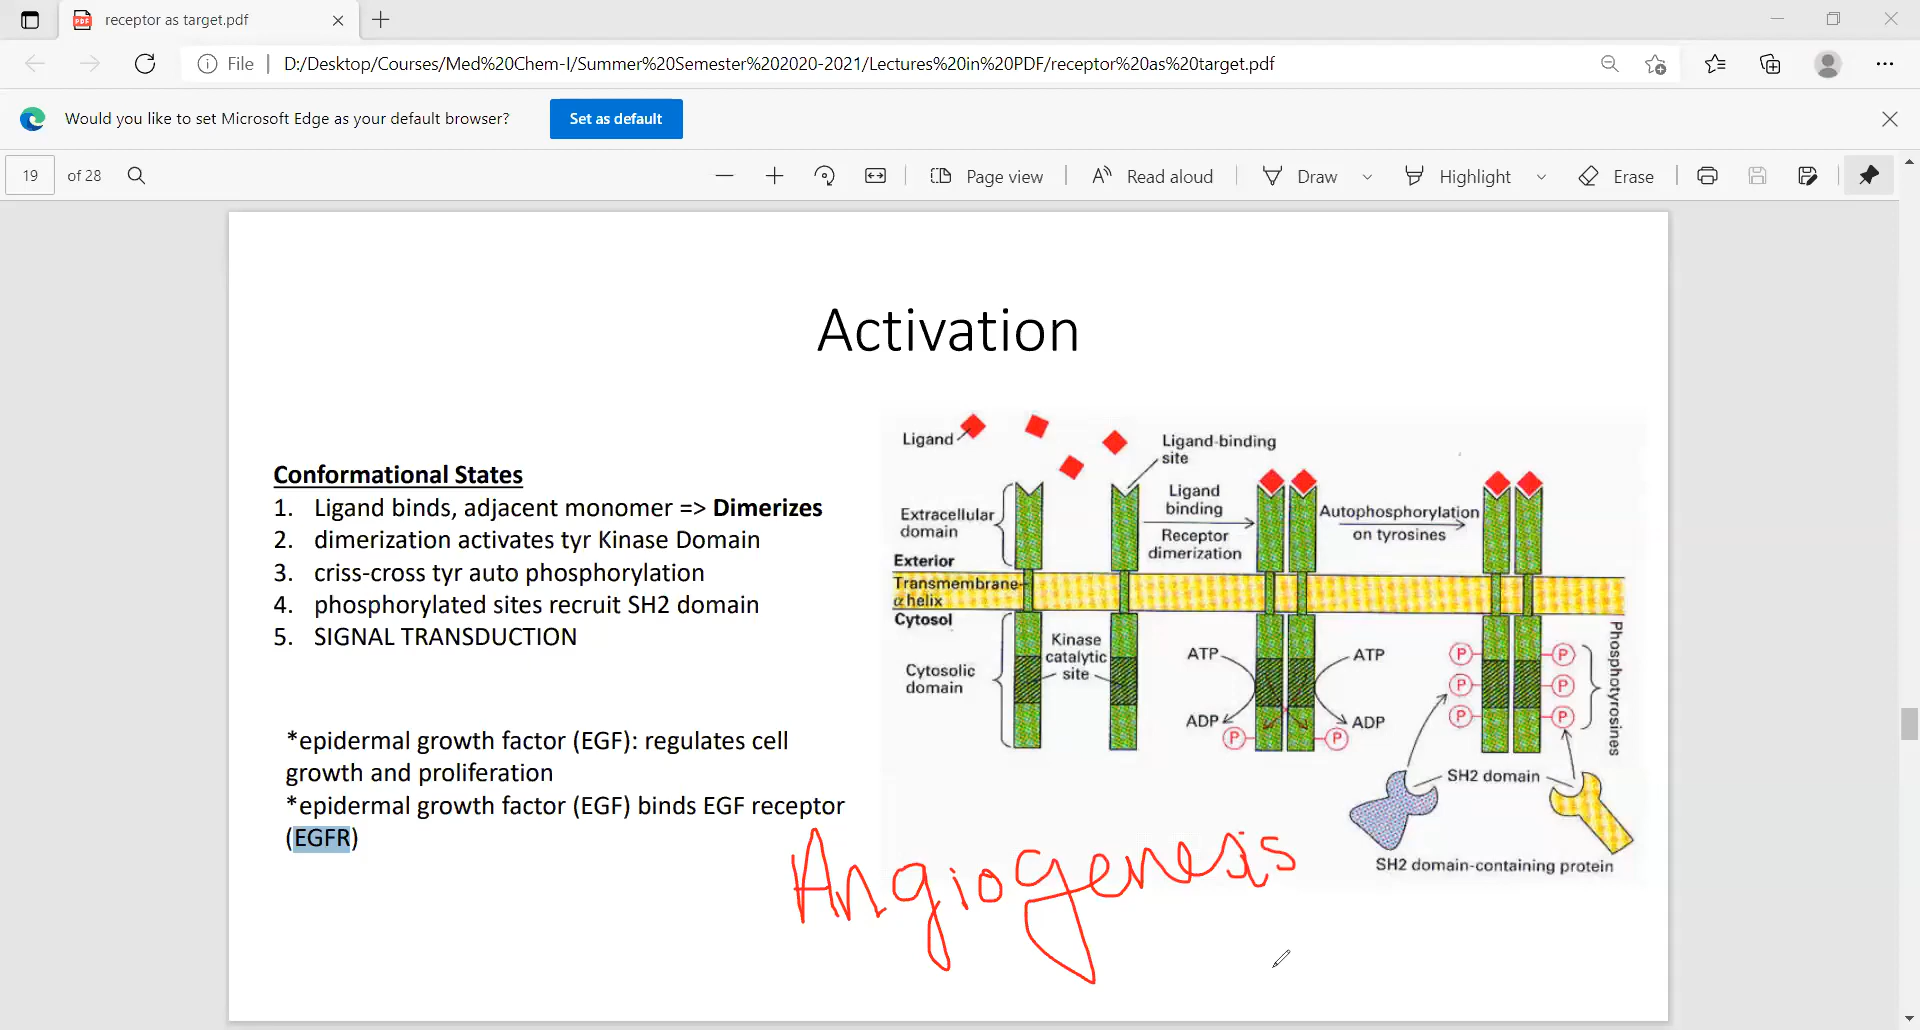 receptor as target.pdf
File
D:/Desktop/Courses/Med%20Chem-I/Summer%20Semester%202020-2021/Lectures%20in%20PDF/receptor%20as%20target.pdf
Would you like to set Microsoft Edge as your default browser?
Set as default
19 of 28
Page view
Read aloud
Draw
Highlight
Erase
Activation
Conformational States
1. Ligand binds, adjacent monomer => Dimerizes
2. dimerization activates tyr Kinase Domain
3. criss-cross tyr auto phosphorylation
4. phosphorylated sites recruit SH2 domain
5. SIGNAL TRANSDUCTION
*epidermal growth factor (EGF): regulates cell
growth and proliferation
*epidermal growth factor (EGF) binds EGF receptor
(EGFR)
Ligand
Ligand-binding
site
Extracellular
domain
Ligand
binding
Receptor
dimerization
Autophosphorylation
on tyrosines
Exterior
Transmembrane
α helix
Cytosol
Cytosolic
domain
Kinase
catalytic
site
ATP
ATP
ADP
ADP
P
P
P
P
P
P
P
P
Phosphotyrosines
SH2 domain
SH2 domain-containing protein
Angiogenesis